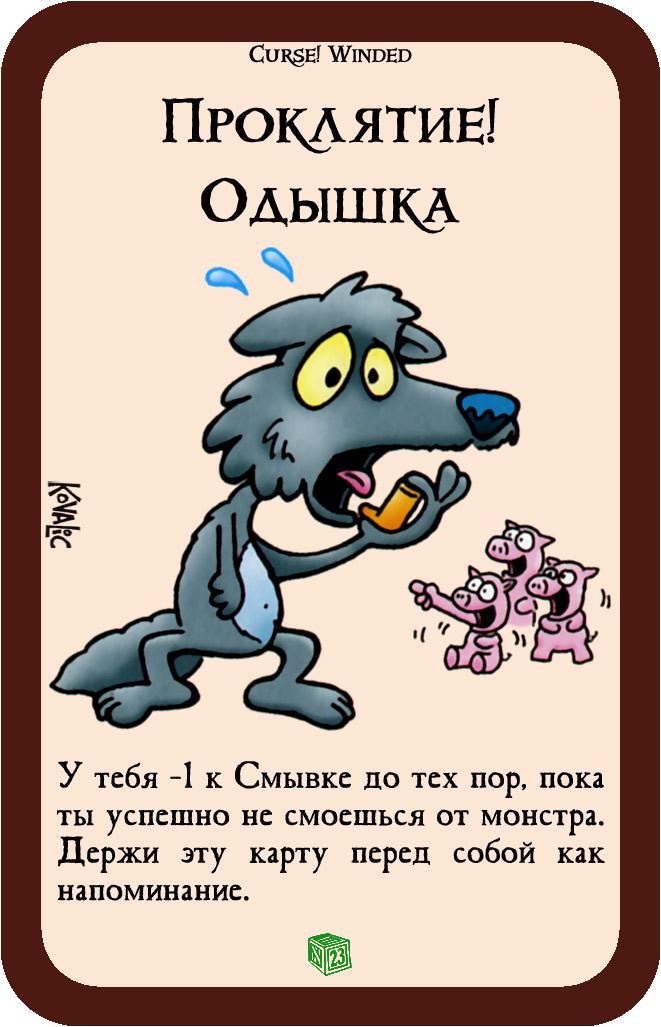 Curse! Winded
Проклятие!
Одышка
Kovalic
У тебя -1 к Смывке до тех пор, пока
ты успешно не смоешься от монстра.
Держи эту карту перед собой как
напоминание.
23